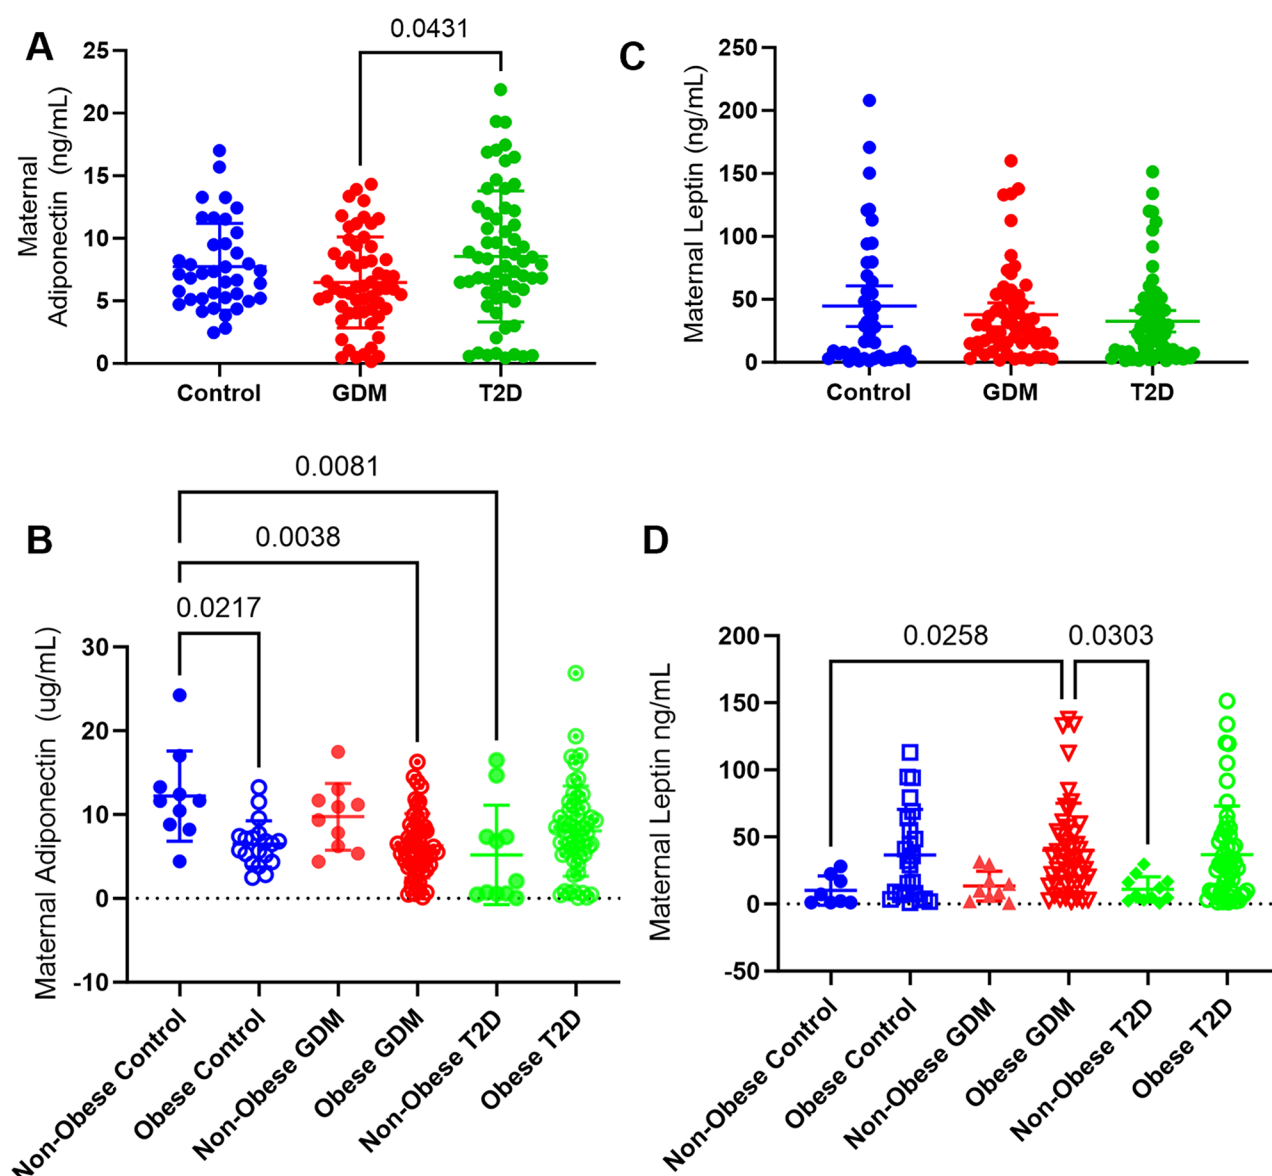 A
0.0431
Maternal
Adiponectin (ng/mL)
25
20
15
10
5
0
Control
GDM
T2D
C
Maternal Leptin (ng/mL)
250
200
150
100
50
0
Control
GDM
T2D
B
0.0081
0.0038
0.0217
Maternal Adiponectin (ug/mL)
30
20
10
0
-10
Non-Obese Control
Obese Control
Non-Obese GDM
Obese GDM
Non-Obese T2D
Obese T2D
D
0.0258
0.0303
Maternal Leptin ng/mL
200
150
100
50
0
-50
Non-Obese Control
Obese Control
Non-Obese GDM
Obese GDM
Non-Obese T2D
Obese T2D